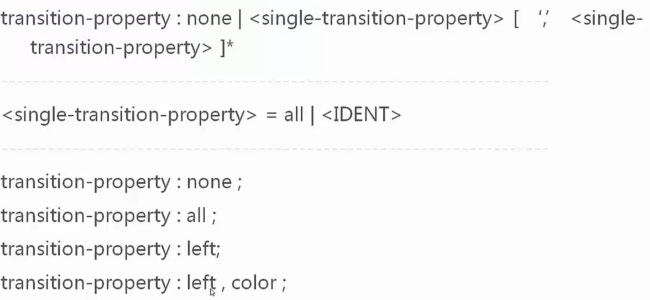 transition-property : none | <single-transition-property> [ ‘,’ <single-
transition-property> ]*
<single-transition-property> = all | <IDENT>
transition-property : none ;
transition-property : all ;
transition-property : left;
transition-property : left , color ;